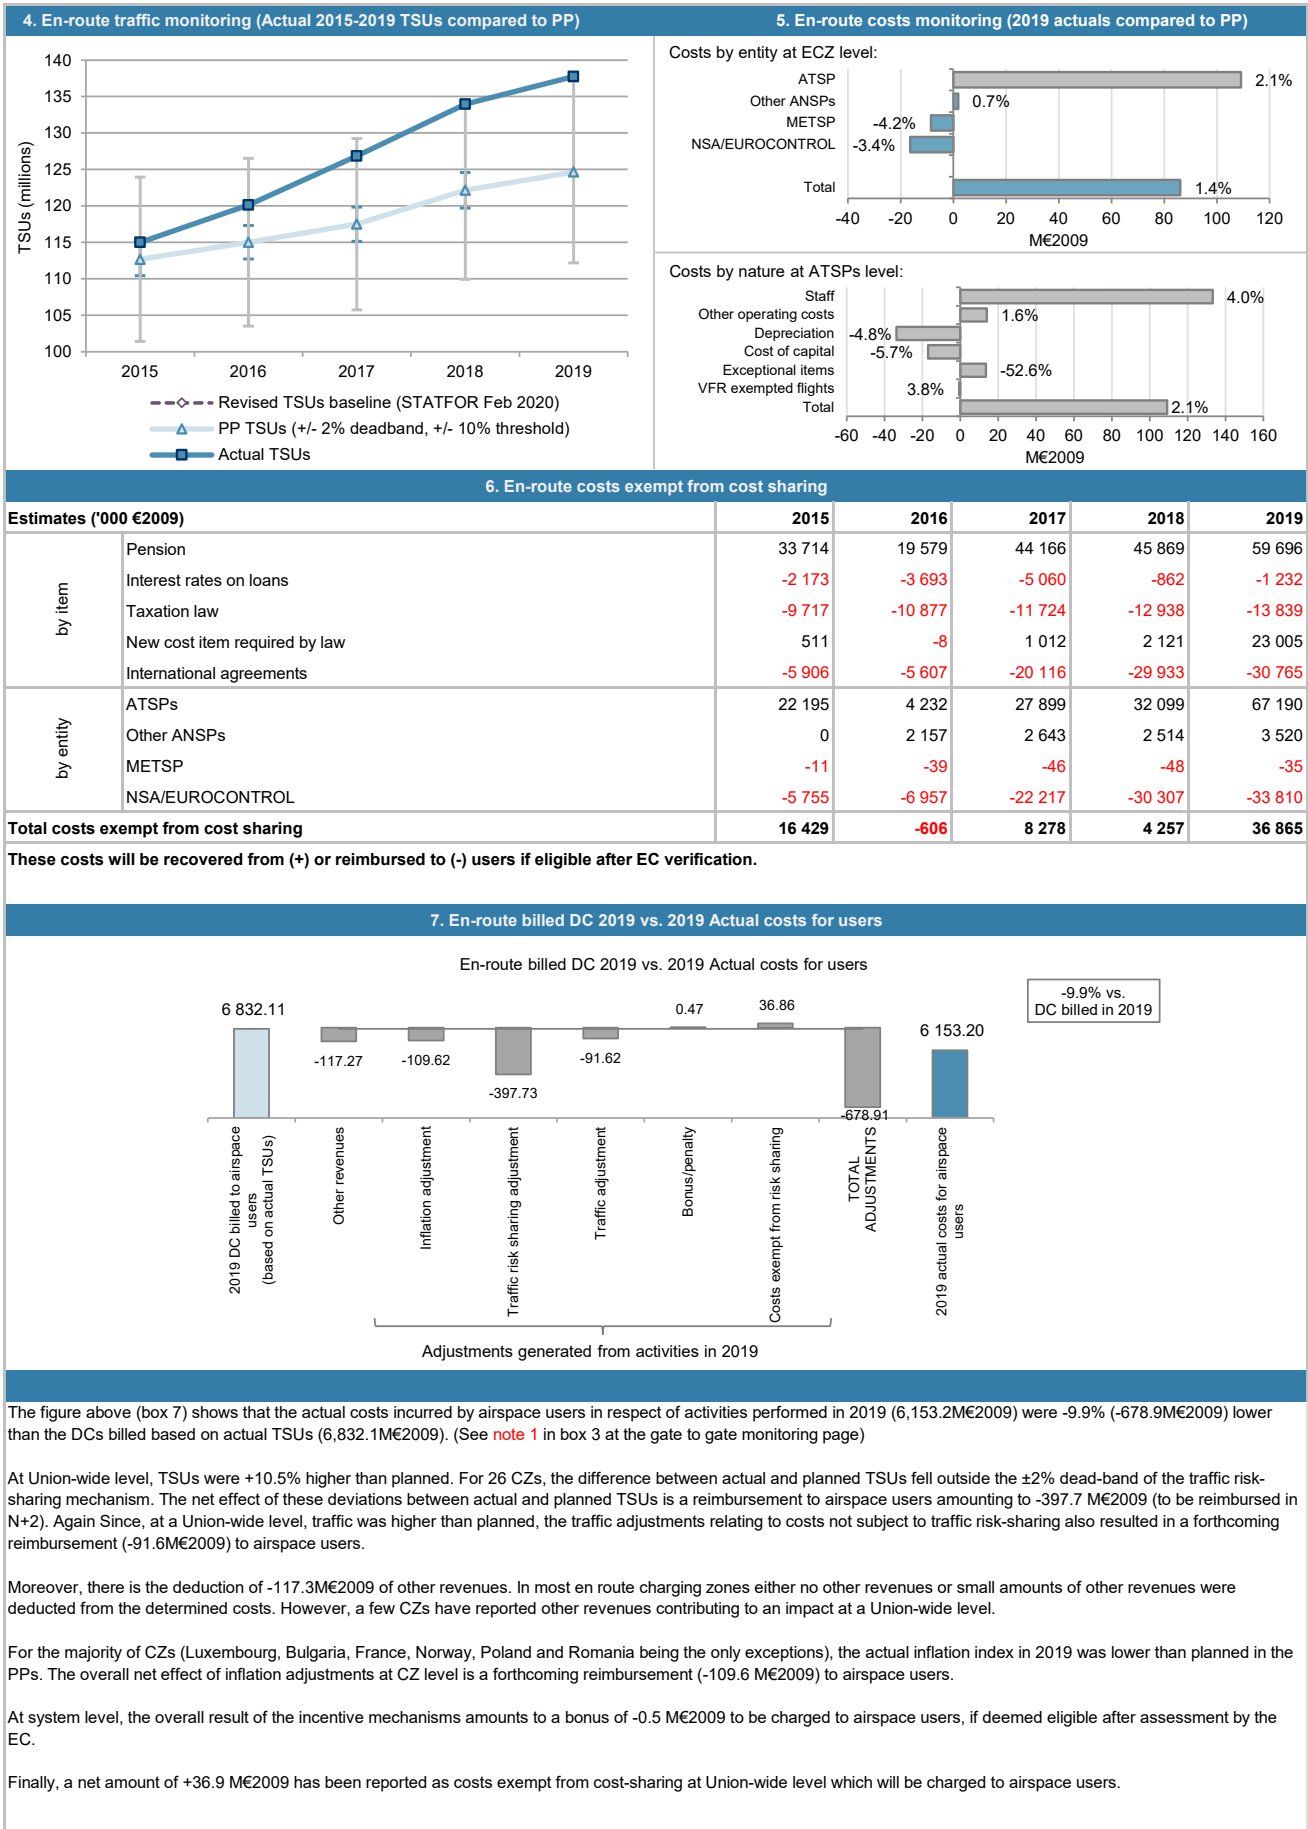 4. En-route traffic monitoring (Actual 2015-2019 TSUs compared to PP)
TSUs (millions)
140
135
130
125
120
115
110
105
100
2015 2016 2017 2018 2019
Revised TSUs baseline (STATFOR Feb 2020)
PP TSUs (+/- 2% deadband, +/- 10% threshold)
Actual TSUs
5. En-route costs monitoring (2019 actuals compared to PP)
Costs by entity at ECZ level:
ATSP 2.1%
Other ANSPs 0.7%
METSP -4.2%
NSA/EUROCONTROL -3.4%
Total 1.4%
-40 -20 0 20 40 60 80 100 120
M€2009
Costs by nature at ATSPs level:
Staff 4.0%
Other operating costs 1.6%
Depreciation -4.8%
Cost of capital -5.7%
Exceptional items -52.6%
VFR exempted flights 3.8%
Total 2.1%
-60 -40 -20 0 20 40 60 80 100 120 140 160
M€2009
6. En-route costs exempt from cost sharing
Estimates ('000 €2009) 2015 2016 2017 2018 2019
by item
Pension 33 714 19 579 44 166 45 869 59 696
Interest rates on loans -2 173 -3 693 -5 060 -862 -1 232
Taxation law -9 717 -10 877 -11 724 -12 938 -13 839
New cost item required by law 511 -8 1 012 2 121 23 005
International agreements -5 906 -5 607 -20 116 -29 933 -30 765
by entity
ATSPs 22 195 4 232 27 899 32 099 67 190
Other ANSPs 0 2 157 2 643 2 514 3 520
METSP -11 -39 -46 -48 -35
NSA/EUROCONTROL -5 755 -6 957 -22 217 -30 307 -33 810
Total costs exempt from cost sharing 16 429 -606 8 278 4 257 36 865
These costs will be recovered from (+) or reimbursed to (-) users if eligible after EC verification.
7. En-route billed DC 2019 vs. 2019 Actual costs for users
En-route billed DC 2019 vs. 2019 Actual costs for users
-9.9% vs.
DC billed in 2019
6 832.11
-117.27
-109.62
-397.73
-91.62
0.47
36.86
-678.91
6 153.20
2019 DC billed to airspace
users
(based on actual TSUs)
Other revenues
Inflation adjustment
Traffic risk sharing adjustment
Traffic adjustment
Bonus/penalty
Costs exempt from risk sharing
TOTAL
ADJUSTMENTS
2019 actual costs for airspace
users
Adjustments generated from activities in 2019
The figure above (box 7) shows that the actual costs incurred by airspace users in respect of activities performed in 2019 (6,153.2M€2009) were -9.9% (-678.9M€2009) lower
than the DCs billed based on actual TSUs (6,832.1M€2009). (See note 1 in box 3 at the gate to gate monitoring page)
At Union-wide level, TSUs were +10.5% higher than planned. For 26 CZs, the difference between actual and planned TSUs fell outside the ±2% dead-band of the traffic risk-
sharing mechanism. The net effect of these deviations between actual and planned TSUs is a reimbursement to airspace users amounting to -397.7 M€2009 (to be reimbursed in
N+2). Again Since, at a Union-wide level, traffic was higher than planned, the traffic adjustments relating to costs not subject to traffic risk-sharing also resulted in a forthcoming
reimbursement (-91.6M€2009) to airspace users.
Moreover, there is the deduction of -117.3M€2009 of other revenues. In most en route charging zones either no other revenues or small amounts of other revenues were
deducted from the determined costs. However, a few CZs have reported other revenues contributing to an impact at a Union-wide level.
For the majority of CZs (Luxembourg, Bulgaria, France, Norway, Poland and Romania being the only exceptions), the actual inflation index in 2019 was lower than planned in the
PPs. The overall net effect of inflation adjustments at CZ level is a forthcoming reimbursement (-109.6 M€2009) to airspace users.
At system level, the overall result of the incentive mechanisms amounts to a bonus of -0.5 M€2009 to be charged to airspace users, if deemed eligible after assessment by the
EC.
Finally, a net amount of +36.9 M€2009 has been reported as costs exempt from cost-sharing at Union-wide level which will be charged to airspace users.